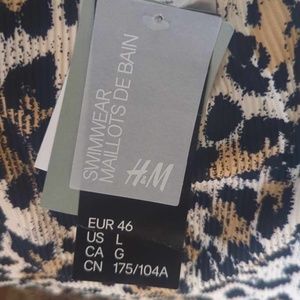 SWIMWEAR
MAILLOTS DE BAIN
H&M
EUR 46
US L
CA G
CN 175/104A